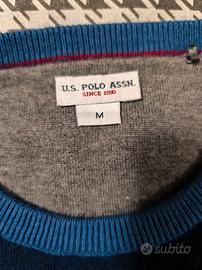 U.S. POLO ASSN.
SINCE 1890
M
subito